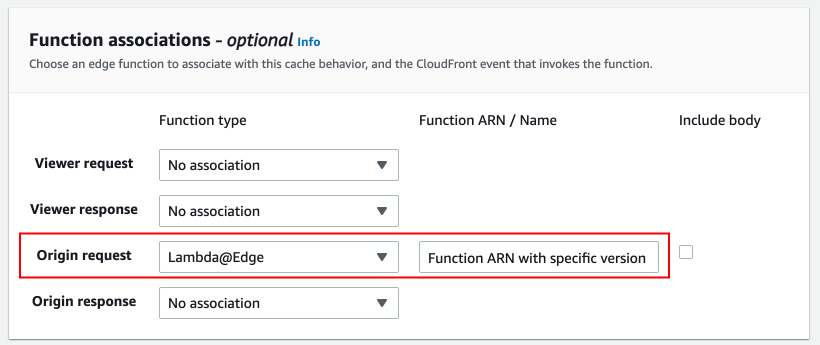 Function associations - optional Info
Choose an edge function to associate with this cache behavior, and the CloudFront event that invokes the function.
Function type Function ARN / Name Include body
Viewer request No association
Viewer response No association
Origin request Lambda@Edge Function ARN with specific version
Origin response No association